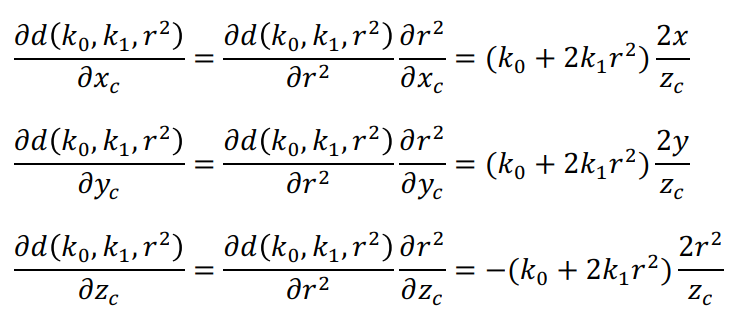 ∂d(k₀, k₁, r²)/∂x_c = ∂d(k₀, k₁, r²)/∂r² ∂r²/∂x_c = (k₀ + 2k₁r²) 2x/z_c
∂d(k₀, k₁, r²)/∂y_c = ∂d(k₀, k₁, r²)/∂r² ∂r²/∂y_c = (k₀ + 2k₁r²) 2y/z_c
∂d(k₀, k₁, r²)/∂z_c = ∂d(k₀, k₁, r²)/∂r² ∂r²/∂z_c = −(k₀ + 2k₁r²) 2r²/z_c